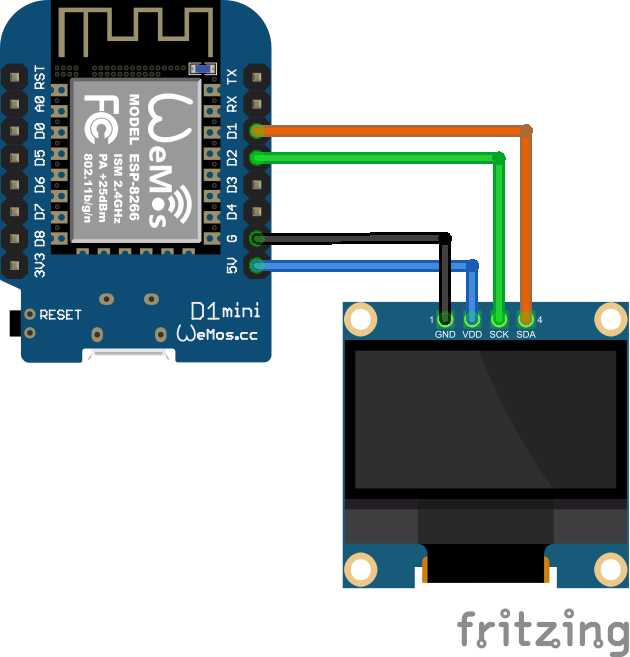 RST
A0
D0
D5
D6
D7
D8
3V3
TX
RX
D1
D2
D3
D4
G
5V
WeMos
MODEL ESP-8266
ISM 2.4GHz
PA +25dBm
802.11b/g/n
FC
RESET
D1mini
WeMos.cc
1
4
GND VDD SCK SDA
fritzing